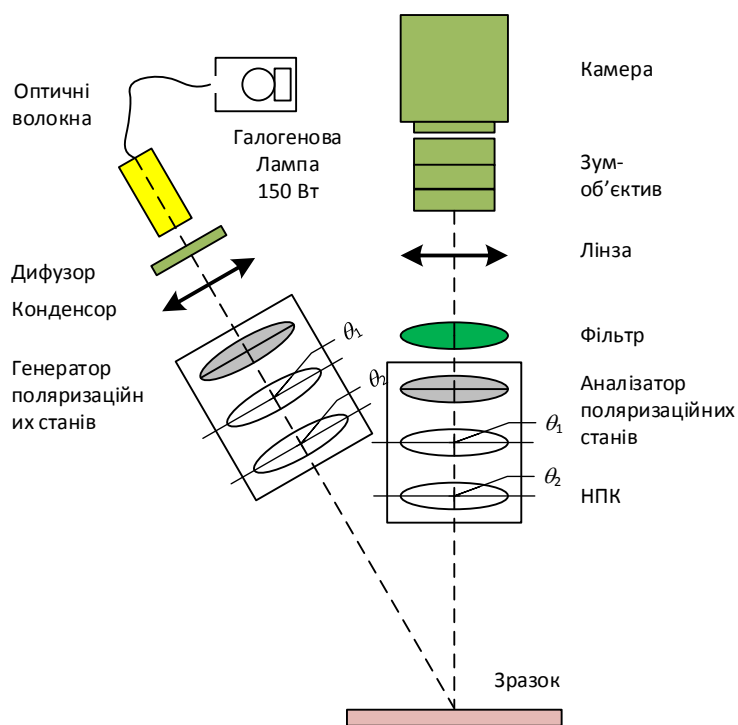 Оптичні
волокна
Галогенова
Лампа
150 Вт
Дифузор
Конденсор
Генератор
поляризаційн
их станів
θ₁
θ₂
Камера
Зум-
об’єктив
Лінза
Фільтр
Аналізатор
поляризаційних
станів
θ₁
θ₂
НПК
Зразок